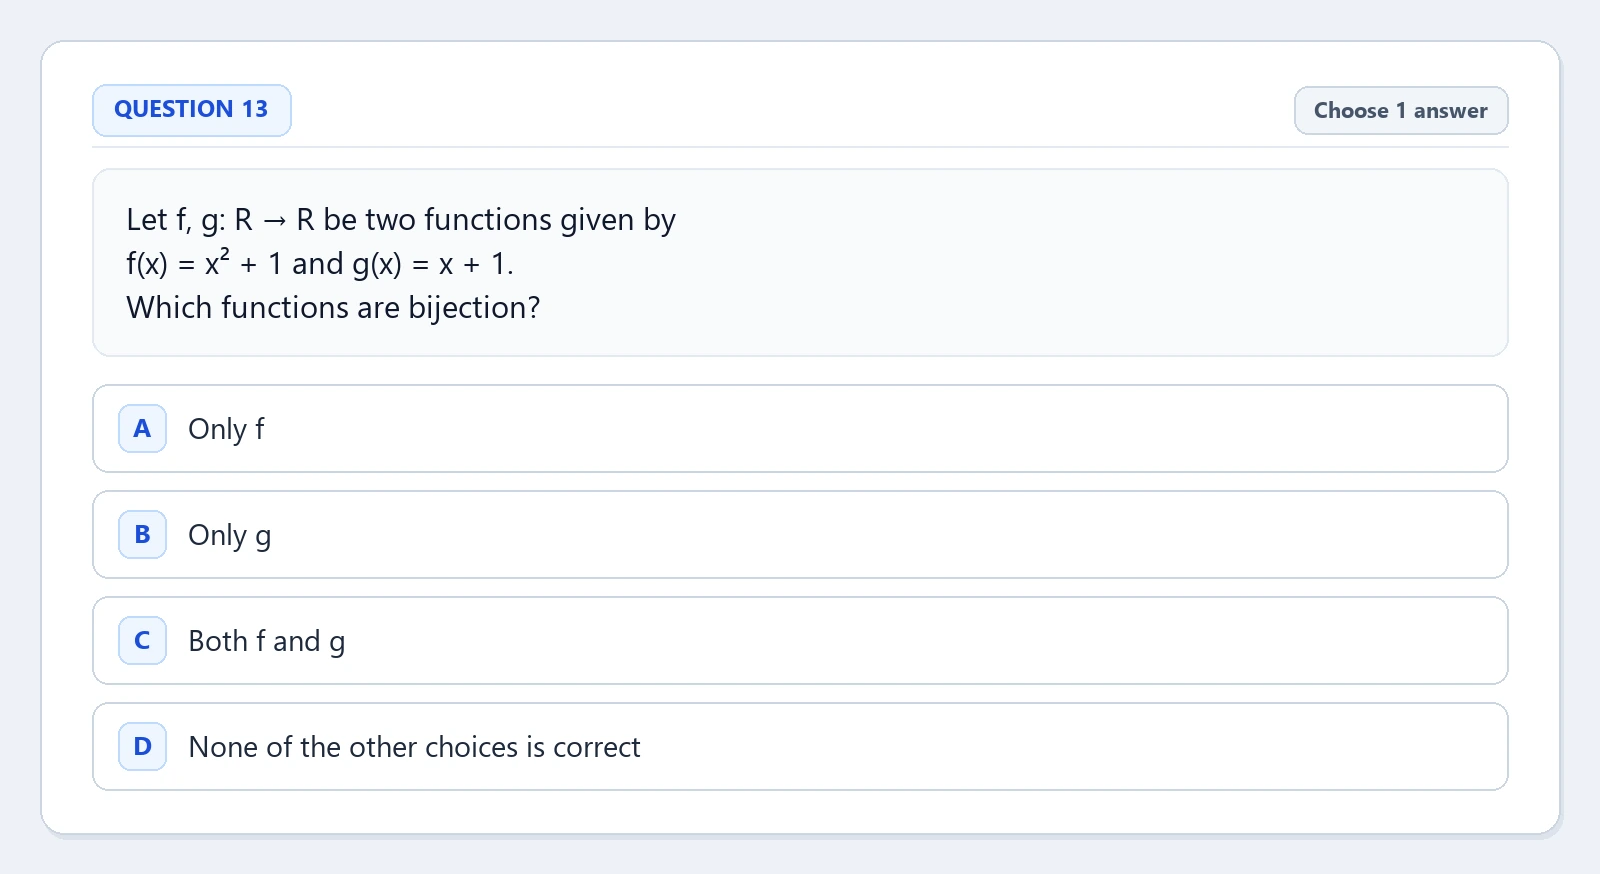 QUESTION 13
Choose 1 answer
Let f, g: R → R be two functions given by
f(x) = x² + 1 and g(x) = x + 1.
Which functions are bijection?
A Only f
B Only g
C Both f and g
D None of the other choices is correct